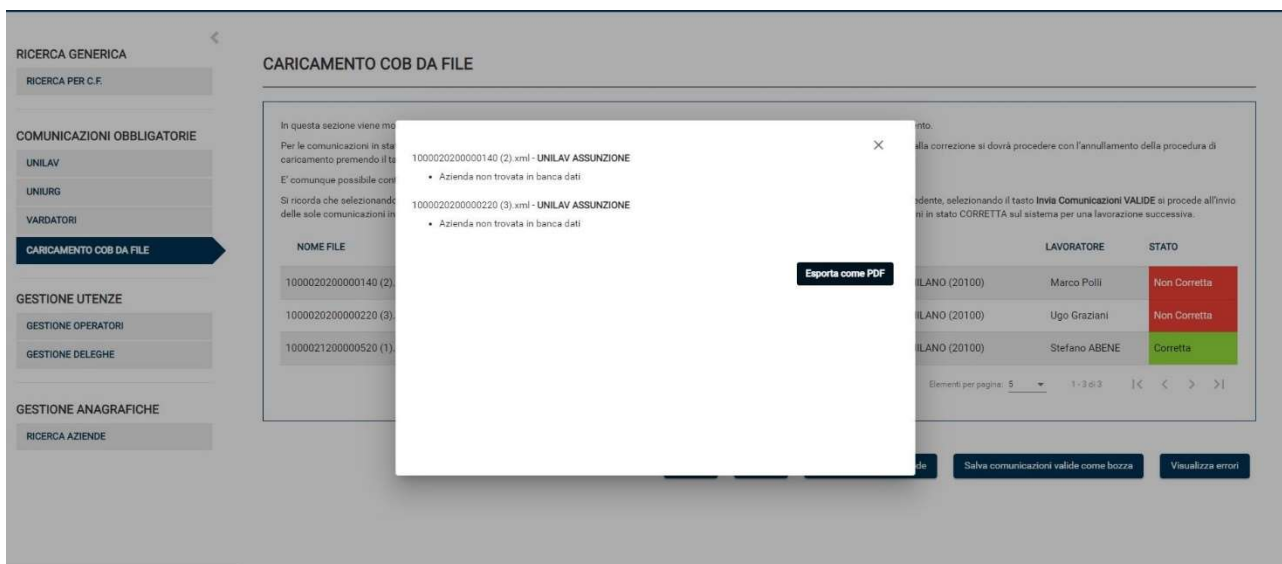 RICERCA GENERICA
RICERCA PER C.F.
COMUNICAZIONI OBBLIGATORIE
UNILAV
UNIURG
VARDATORI
CARICAMENTO COB DA FILE
GESTIONE UTENZE
GESTIONE OPERATORI
GESTIONE DELEGHE
GESTIONE ANAGRAFICHE
RICERCA AZIENDE
CARICAMENTO COB DA FILE
In questa sezione viene mo
ento.
Per le comunicazioni in sta
alla correzione si dovrà procedere con l'annullamento della procedura di
caricamento premendo il ta
E' comunque possibile con
Si ricorda che selezionando
edente, selezionando il tasto Invia Comunicazioni VALIDE si procede all'invio
delle sole comunicazioni in
ni in stato CORRETTA sul sistema per una lavorazione successiva.
NOME FILE LAVORATORE STATO
1000020200000140 (2). ILANO (20100) Marco Polli Non Corretta
1000020200000220 (3). ILANO (20100) Ugo Graziani Non Corretta
1000021200000520 (1). ILANO (20100) Stefano ABENE Corretta
Elementi per pagina: 5 1 - 3 di 3
de Salva comunicazioni valide come bozza Visualizza errori
1000020200000140 (2).xml - UNILAV ASSUNZIONE
• Azienda non trovata in banca dati
1000020200000220 (3).xml - UNILAV ASSUNZIONE
• Azienda non trovata in banca dati
Esporta come PDF